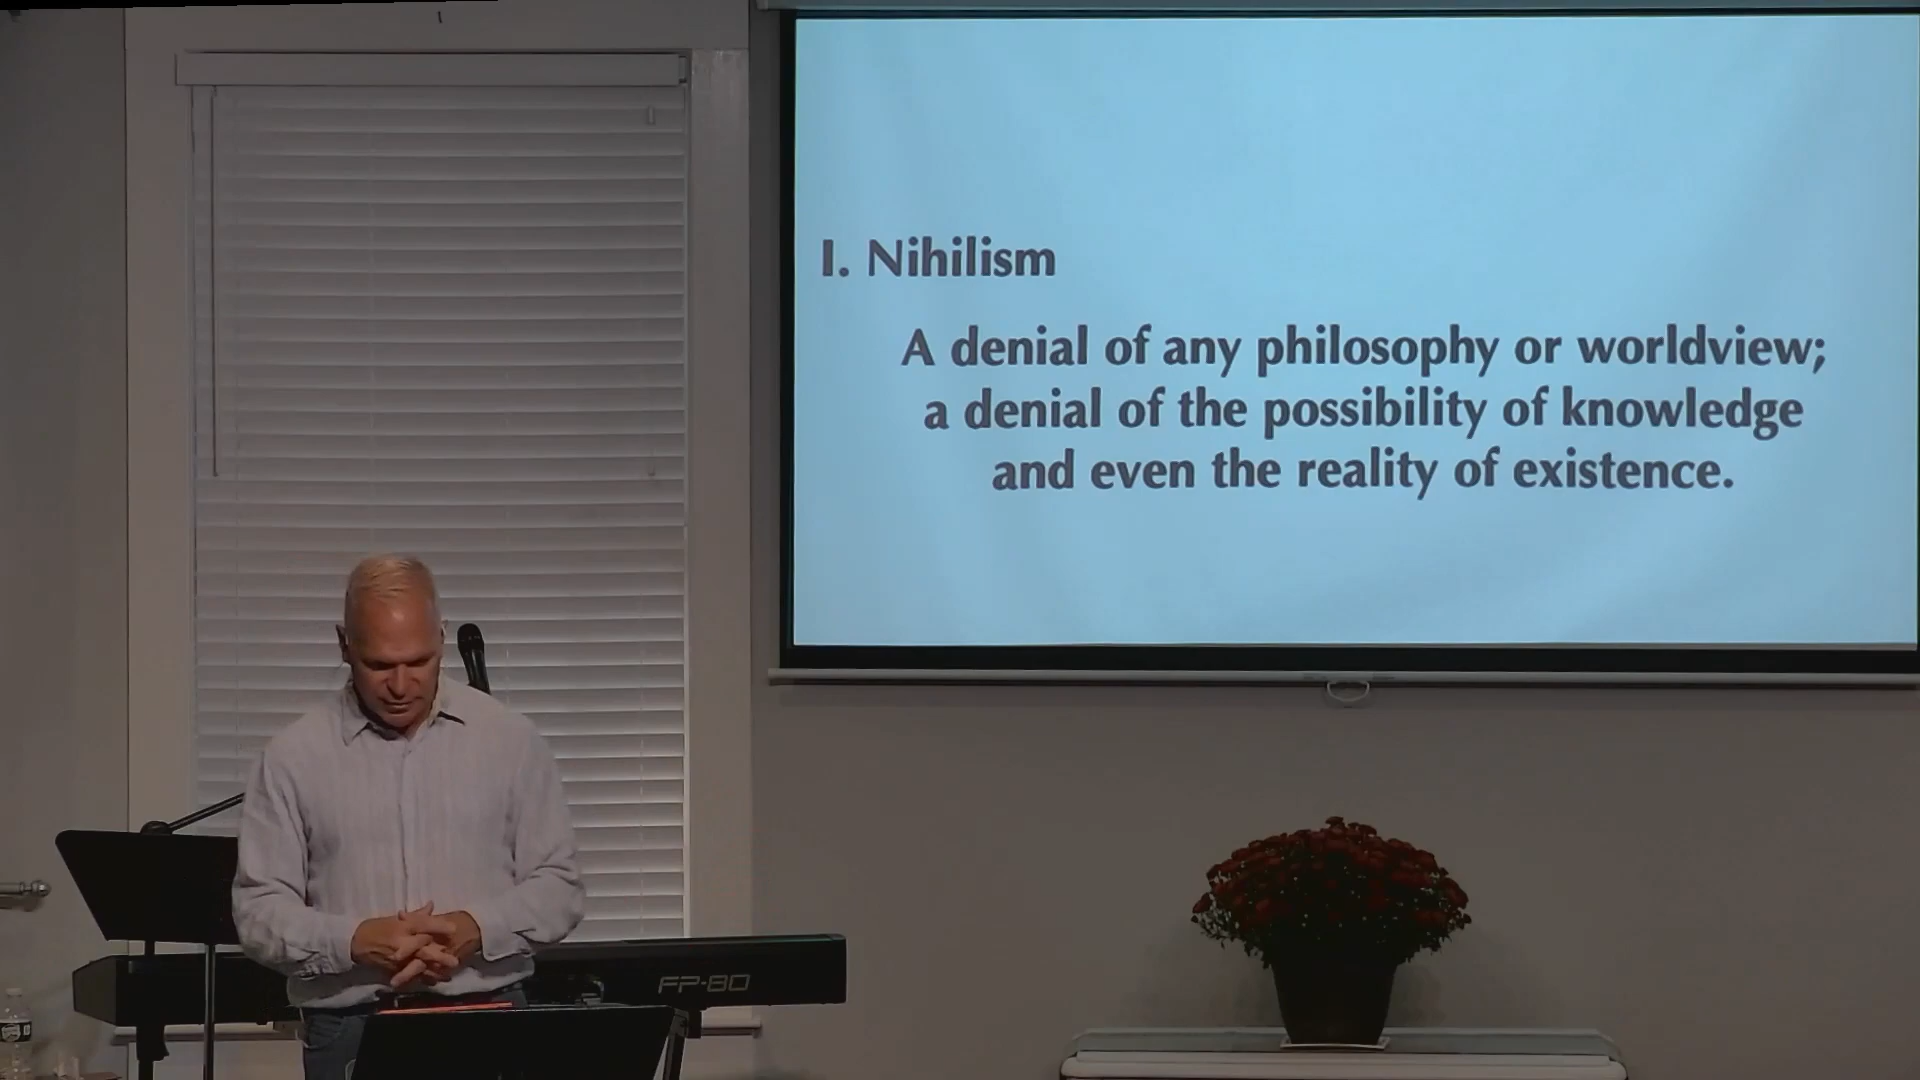 I. Nihilism
A denial of any philosophy or worldview;
a denial of the possibility of knowledge
and even the reality of existence.
FP-80